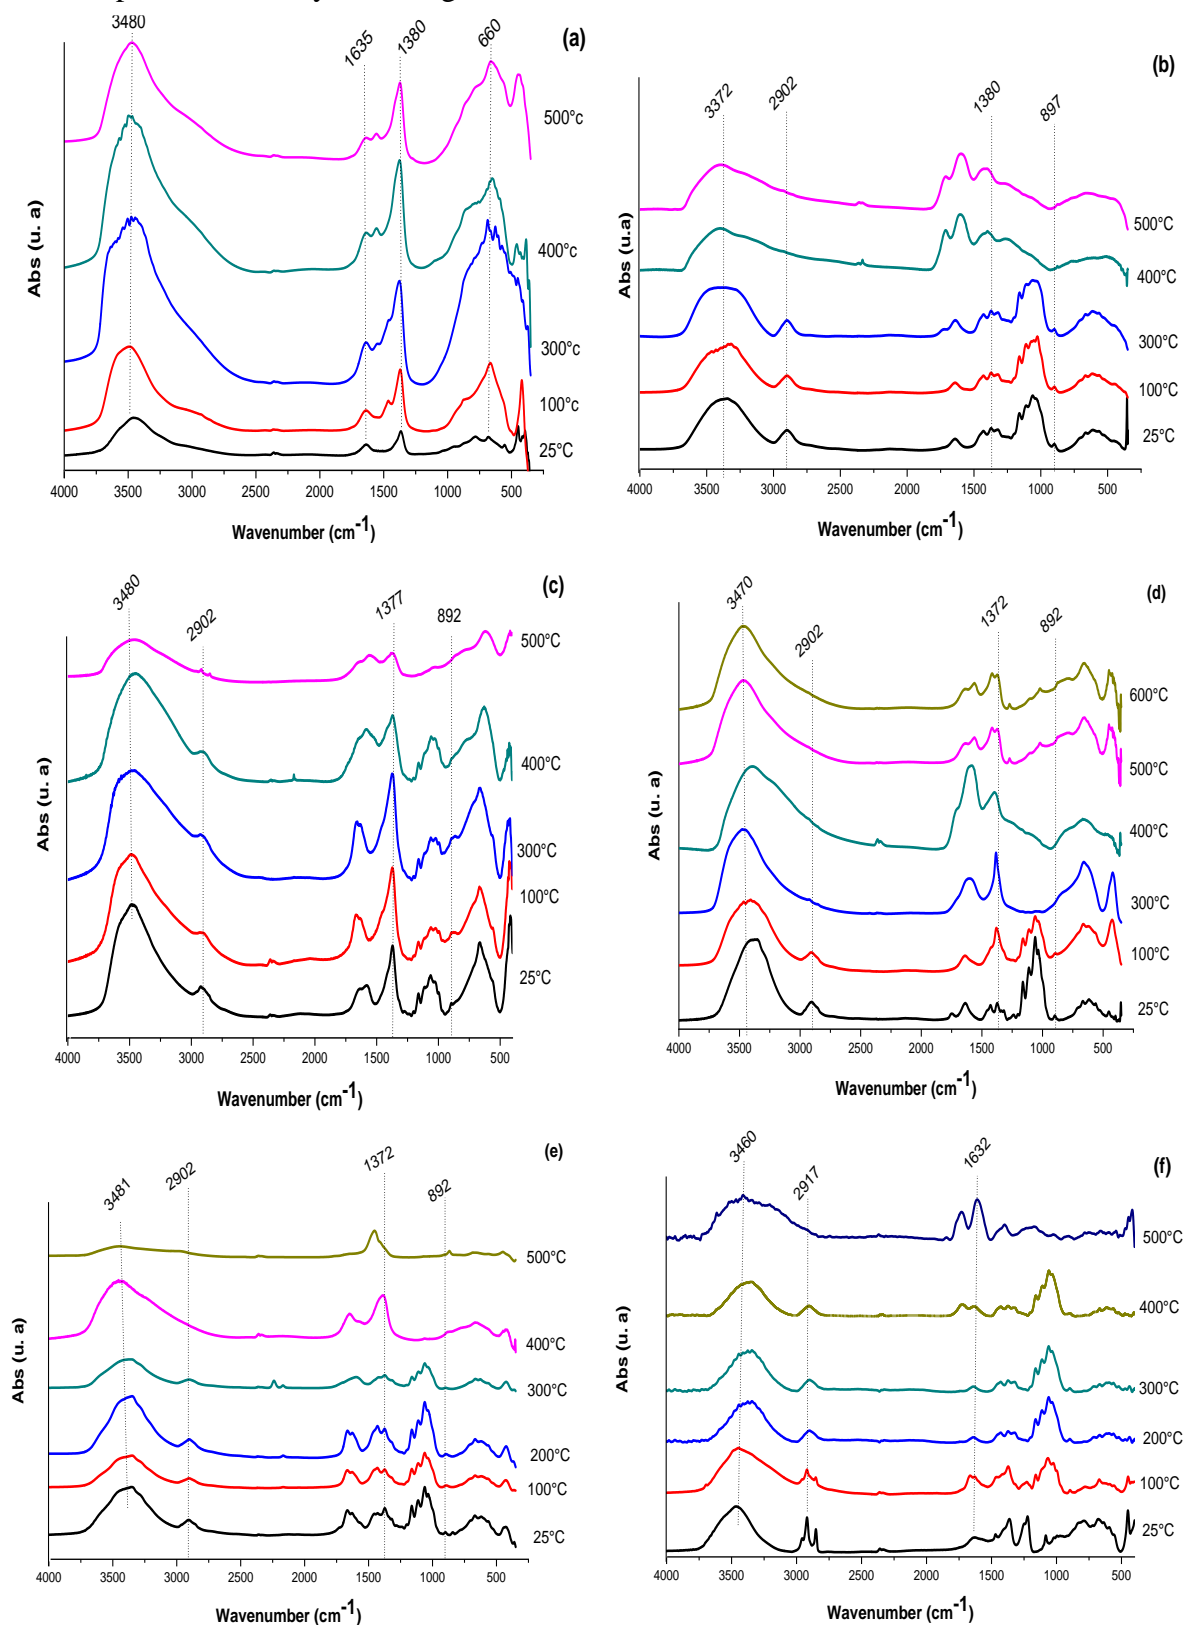 3480
1635
1380
660
(a)
500°c
400°c
300°c
100°c
25°C
Abs (u. a)
4000 3500 3000 2500 2000 1500 1000 500
Wavenumber (cm-1)
(b)
3372
2902
1380
897
500°C
400°C
300°C
100°C
25°C
Abs (u.a)
4000 3500 3000 2500 2000 1500 1000 500
Wavenumber (cm-1)
(c)
3480
2902
1377
892
500°C
400°C
300°C
100°C
25°C
Abs (u. a)
4000 3500 3000 2500 2000 1500 1000 500
Wavenumber (cm-1)
(d)
3470
2902
1372
892
600°C
500°C
400°C
300°C
100°C
25°C
Abs (u. a)
4000 3500 3000 2500 2000 1500 1000 500
Wavenumber (cm-1)
(e)
3481
2902
1372
892
500°C
400°C
300°C
200°C
100°C
25°C
Abs (u. a)
4000 3500 3000 2500 2000 1500 1000 500
Wavenumber (cm-1)
(f)
3460
2917
1632
500°C
400°C
300°C
200°C
100°C
25°C
Abs (u. a)
4000 3500 3000 2500 2000 1500 1000 500
Wavenumber (cm-1)